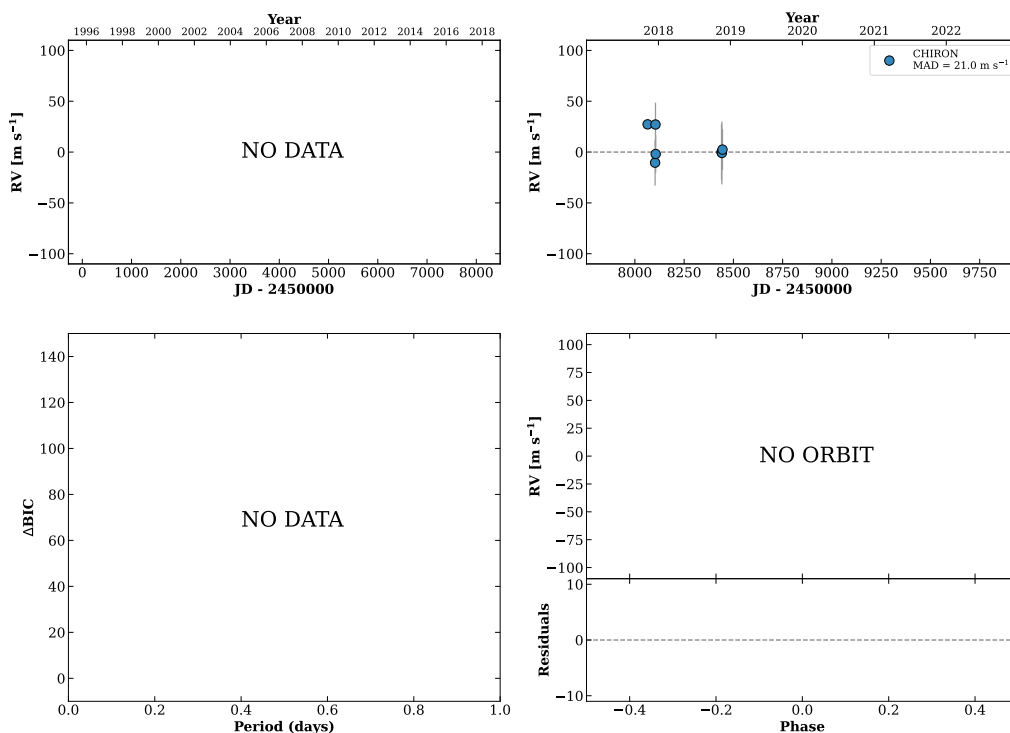 Year
1996 1998 2000 2002 2004 2006 2008 2010 2012 2014 2016 2018
100
50
0
−50
−100
RV [m s⁻¹]
NO DATA
0 1000 2000 3000 4000 5000 6000 7000 8000
JD - 2450000
Year
2018 2019 2020 2021 2022
CHIRON
MAD = 21.0 m s⁻¹
100
50
0
−50
−100
RV [m s⁻¹]
8000 8250 8500 8750 9000 9250 9500 9750
JD - 2450000
140
120
100
80
60
40
20
0
ΔBIC
NO DATA
0.0 0.2 0.4 0.6 0.8 1.0
Period (days)
100
75
50
25
0
−25
−50
−75
−100
RV [m s⁻¹]
NO ORBIT
10
0
−10
Residuals
−0.4 −0.2 0.0 0.2 0.4
Phase